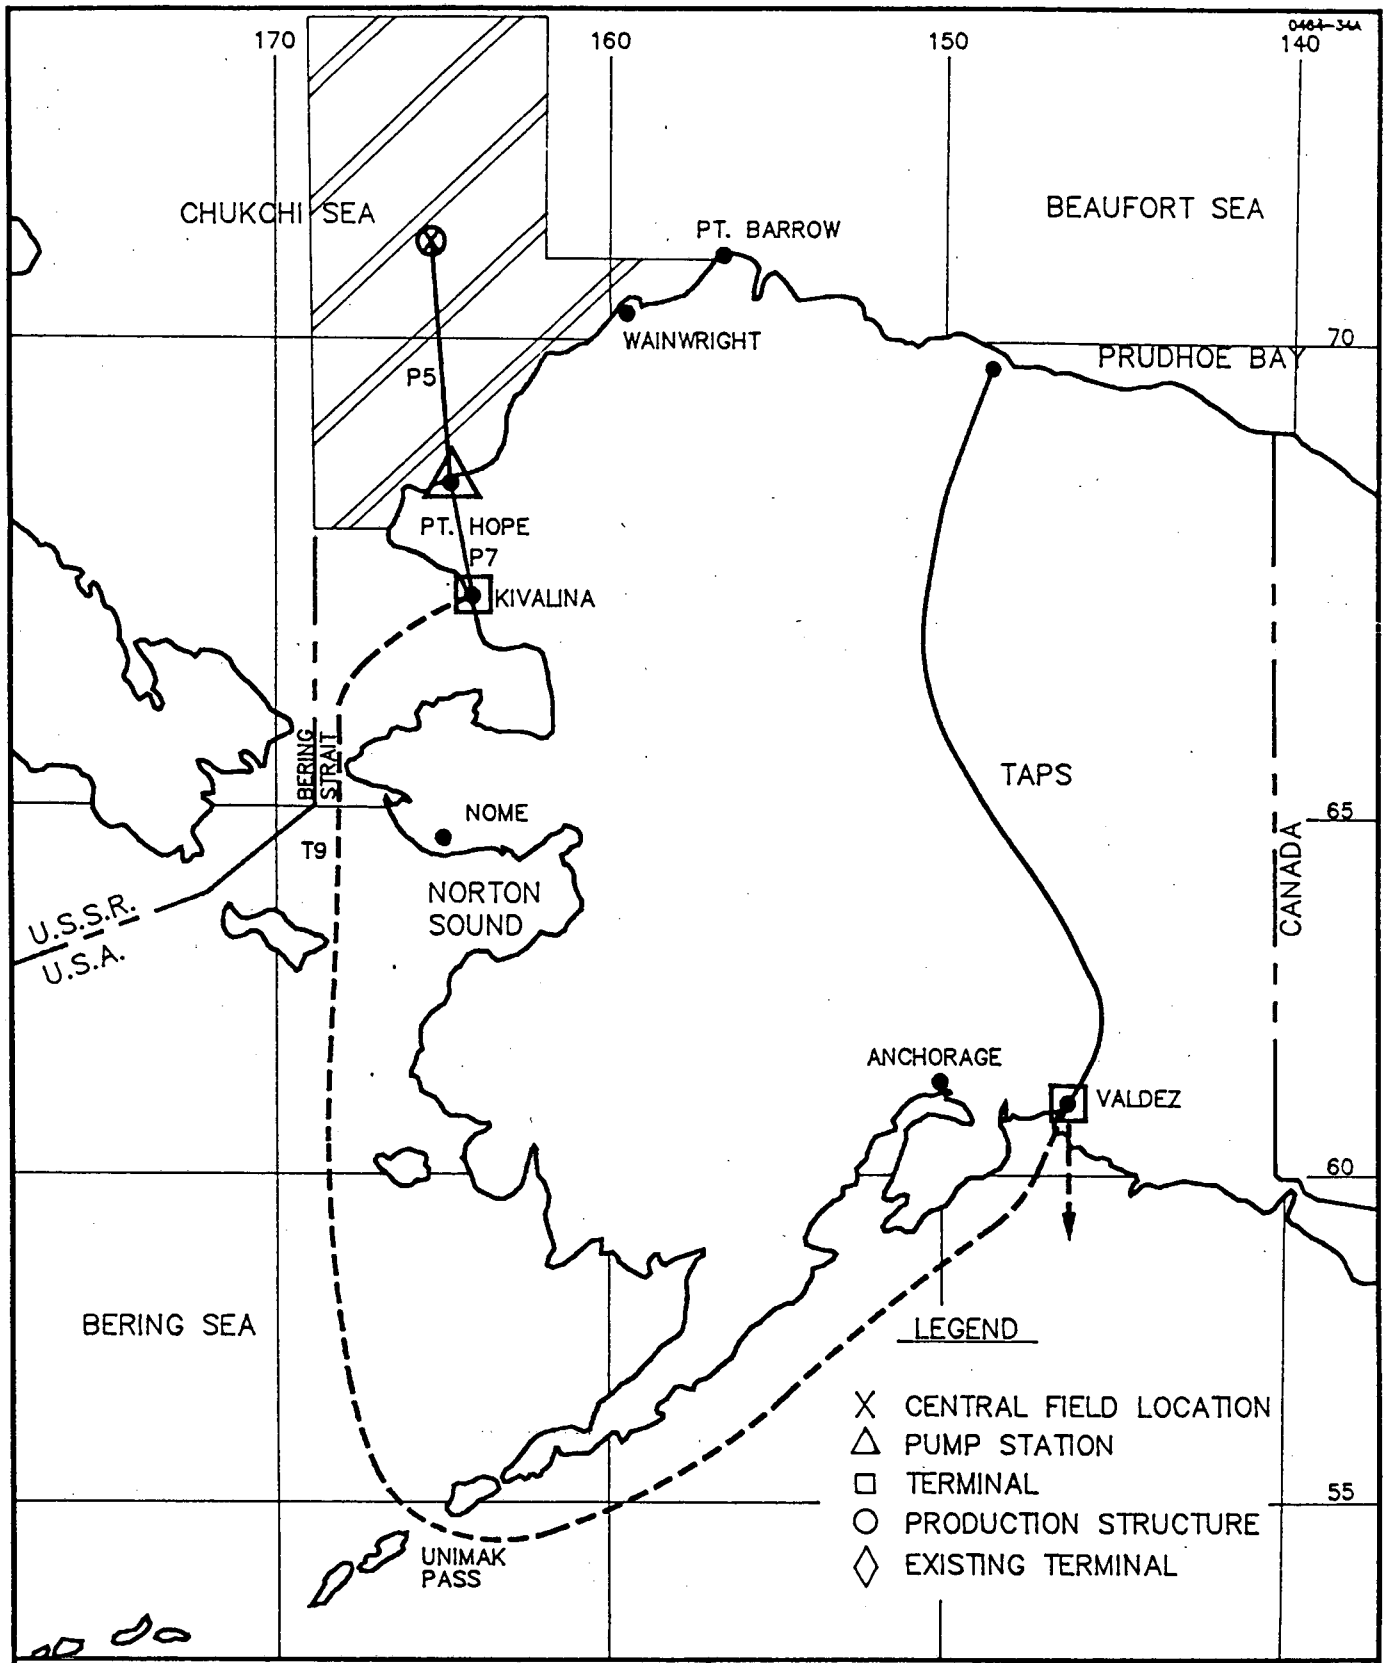 0484-34A
170
160
150
140
CHUKCHI SEA
BEAUFORT SEA
PT. BARROW
WAINWRIGHT
70
PRUDHOE BAY
P5
PT. HOPE
P7
KIVALINA
BERING
STRAIT
TAPS
NOME
65
T9
CANADA
NORTON
SOUND
U.S.S.R.
U.S.A.
ANCHORAGE
VALDEZ
60
BERING SEA
LEGEND
X CENTRAL FIELD LOCATION
PUMP STATION
TERMINAL
55
PRODUCTION STRUCTURE
EXISTING TERMINAL
UNIMAK
PASS